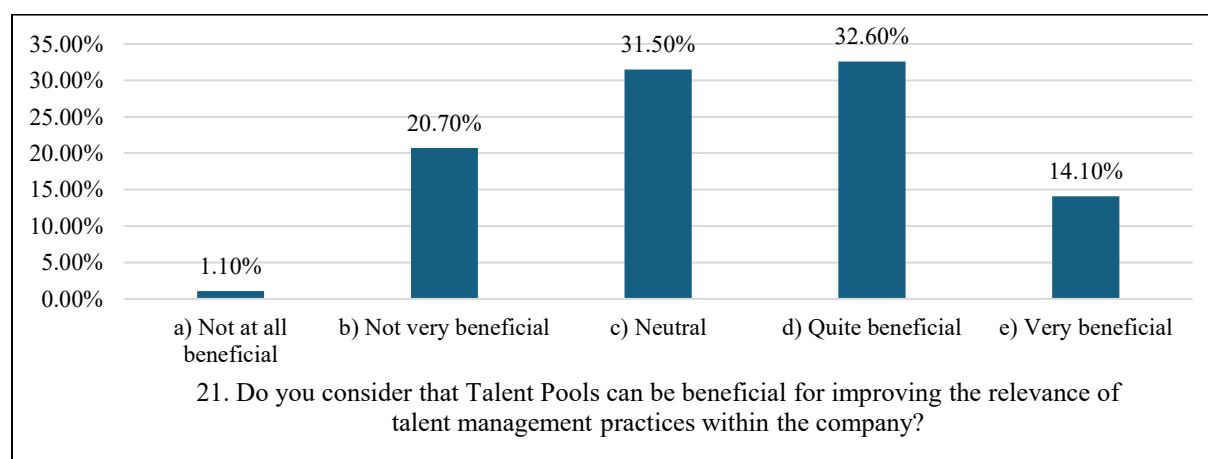 35.00%
30.00%
25.00%
20.00%
15.00%
10.00%
5.00%
0.00%
1.10%
20.70%
31.50%
32.60%
14.10%
a) Not at all
beneficial
b) Not very beneficial
c) Neutral
d) Quite beneficial
e) Very beneficial
21. Do you consider that Talent Pools can be beneficial for improving the relevance of
talent management practices within the company?